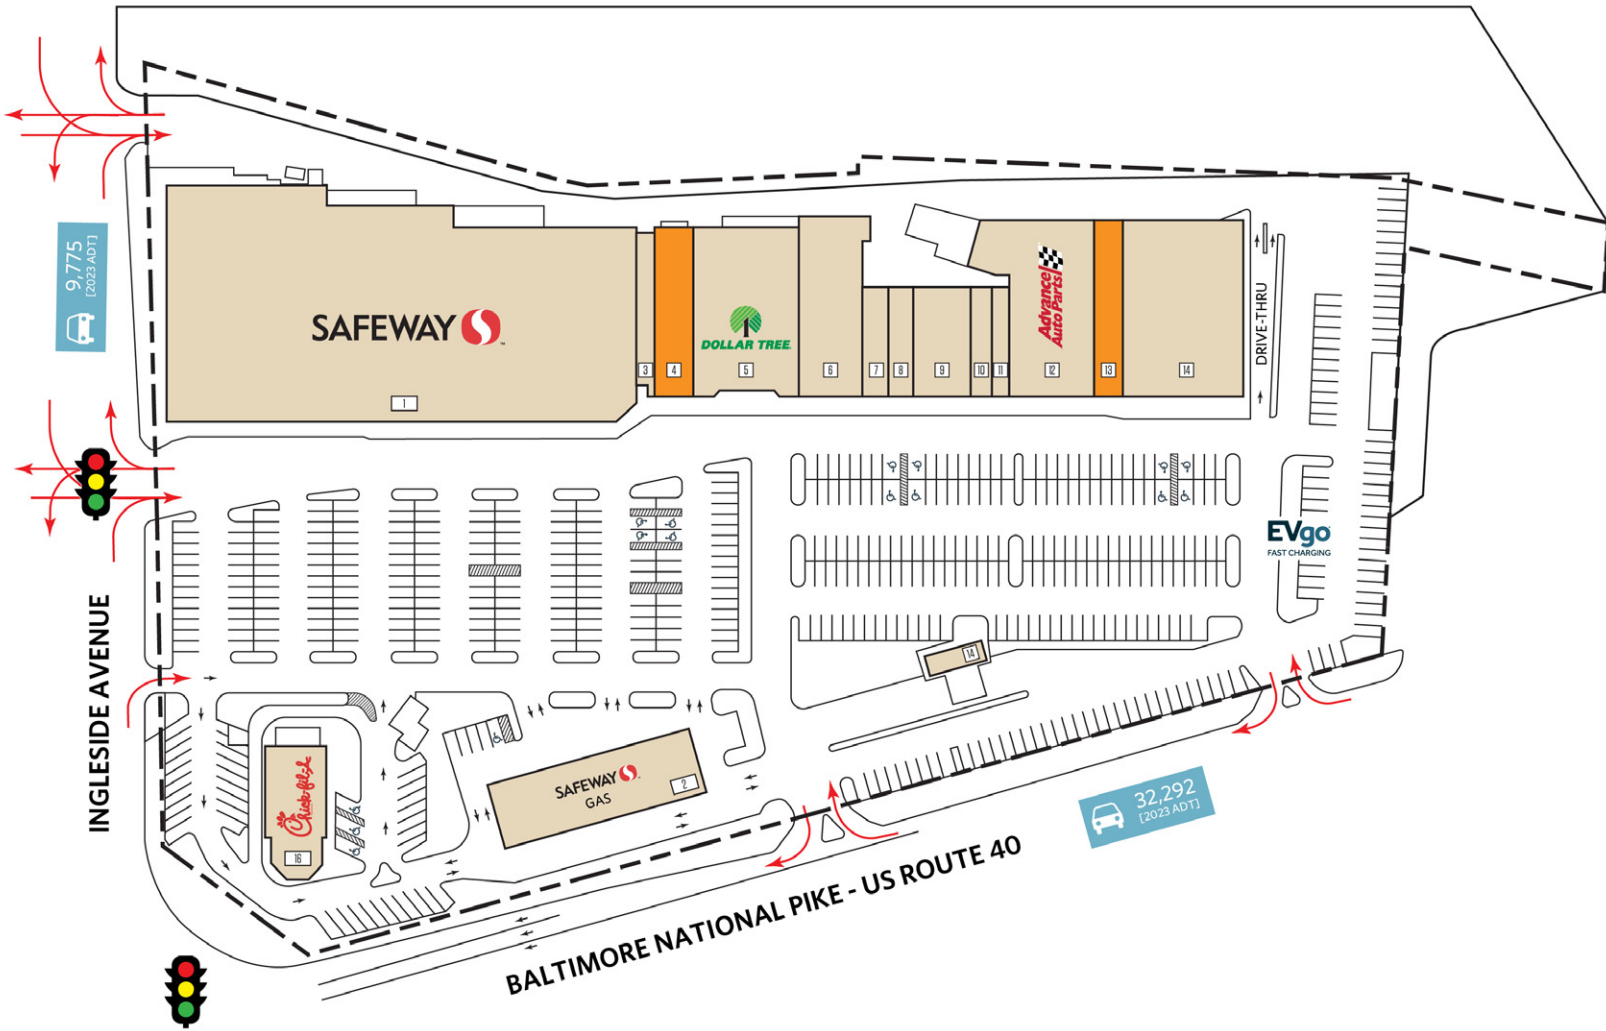 9,775
[2023 ADT]
SAFEWAY
1
3
4
DOLLAR TREE
5
6
7
8
9
10
11
Advance
Auto Parts
12
13
14
DRIVE-THRU
EVgo
FAST CHARGING
INGLESIDE AVENUE
14
Chick-fil-A
16
SAFEWAY
GAS
2
32,292
[2023 ADT]
BALTIMORE NATIONAL PIKE - US ROUTE 40